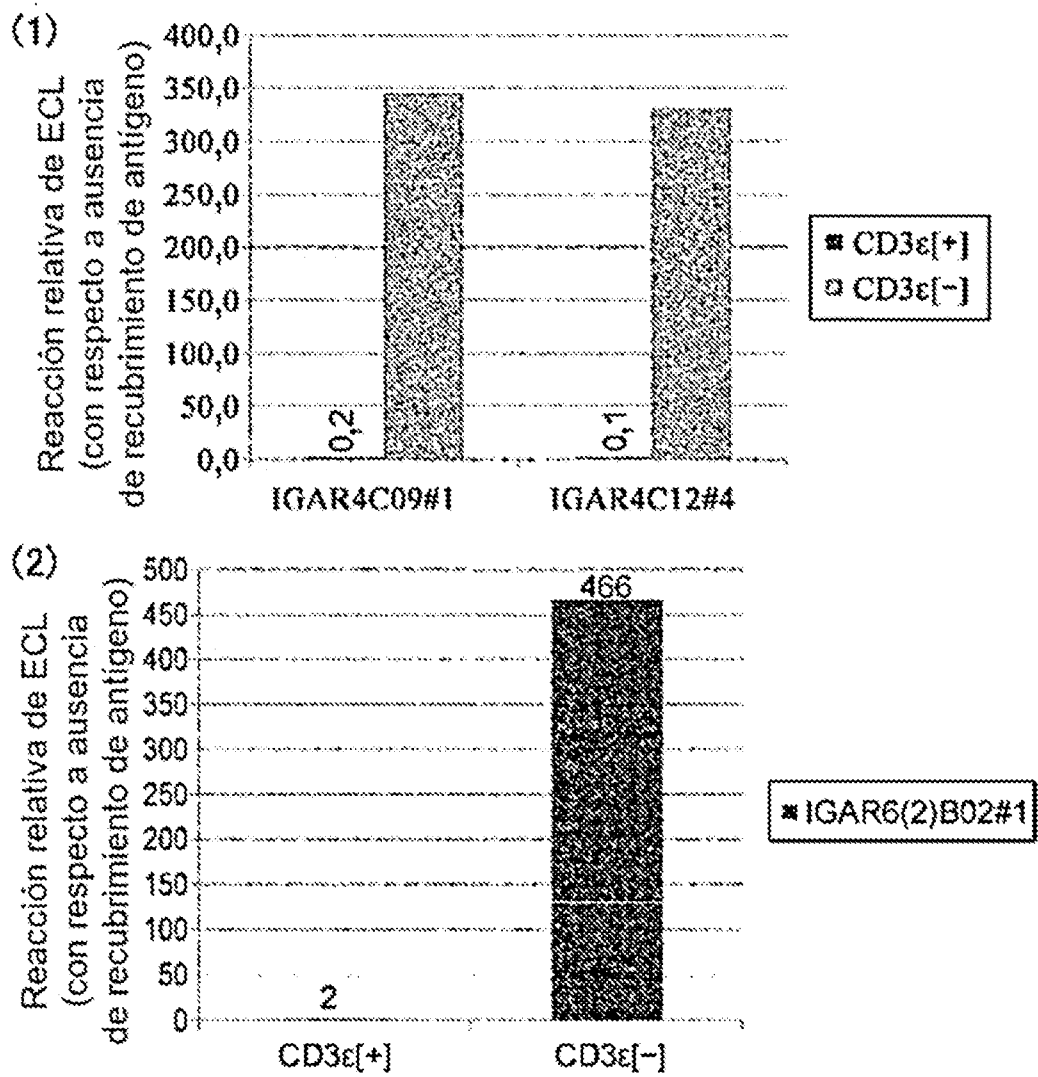 (1)
Reacción relativa de ECL
(con respecto a ausencia
de recubrimiento de antígeno)
400,0
350,0
300,0
250,0
200,0
150,0
100,0
50,0
0,0
0,2
0,1
IGAR4C09#1
IGAR4C12#4
CD3ε[+]
CD3ε[−]
(2)
Reacción relativa de ECL
(con respecto a ausencia
de recubrimiento de antígeno)
500
450
400
350
300
250
200
150
100
50
0
2
466
CD3ε[+]
CD3ε[−]
IGAR6(2)B02#1